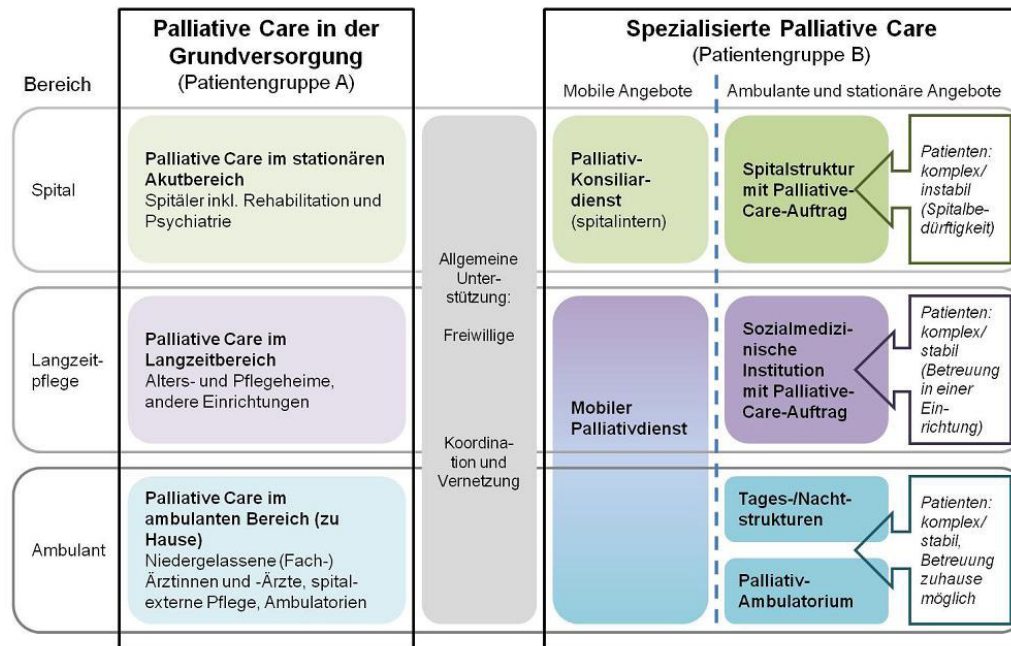 Palliative Care in der
Grundversorgung
(Patientengruppe A)
Spezialisierte Palliative Care
(Patientengruppe B)
Bereich
Mobile Angebote
Ambulante und stationäre Angebote
Spital
Palliative Care im stationären
Akutbereich
Spitäler inkl. Rehabilitation und
Psychiatrie
Allgemeine
Unter-
stützung:
Freiwillige
Koordina-
tion und
Vernetzung
Palliativ-
Konsiliar-
dienst
(spitalintern)
Spitalstruktur
mit Palliative-
Care-Auftrag
Patienten:
komplex/
instabil
(Spitalbe-
dürftigkeit)
Langzeit-
pflege
Palliative Care im
Langzeitbereich
Alters- und Pflegeheime,
andere Einrichtungen
Mobiler
Palliativdienst
Sozialmedizi-
nische
Institution
mit Palliative-
Care-Auftrag
Patienten:
komplex/
stabil
(Betreuung
in einer
Ein-
richtung)
Ambulant
Palliative Care im
ambulanten Bereich (zu
Hause)
Niedergelassene (Fach-)
Ärztinnen und -Ärzte, spital-
externe Pflege, Ambulatorien
Tages-/Nacht-
strukturen
Palliativ-
Ambulatorium
Patienten:
komplex/
stabil,
Betreuung
zuhause
möglich